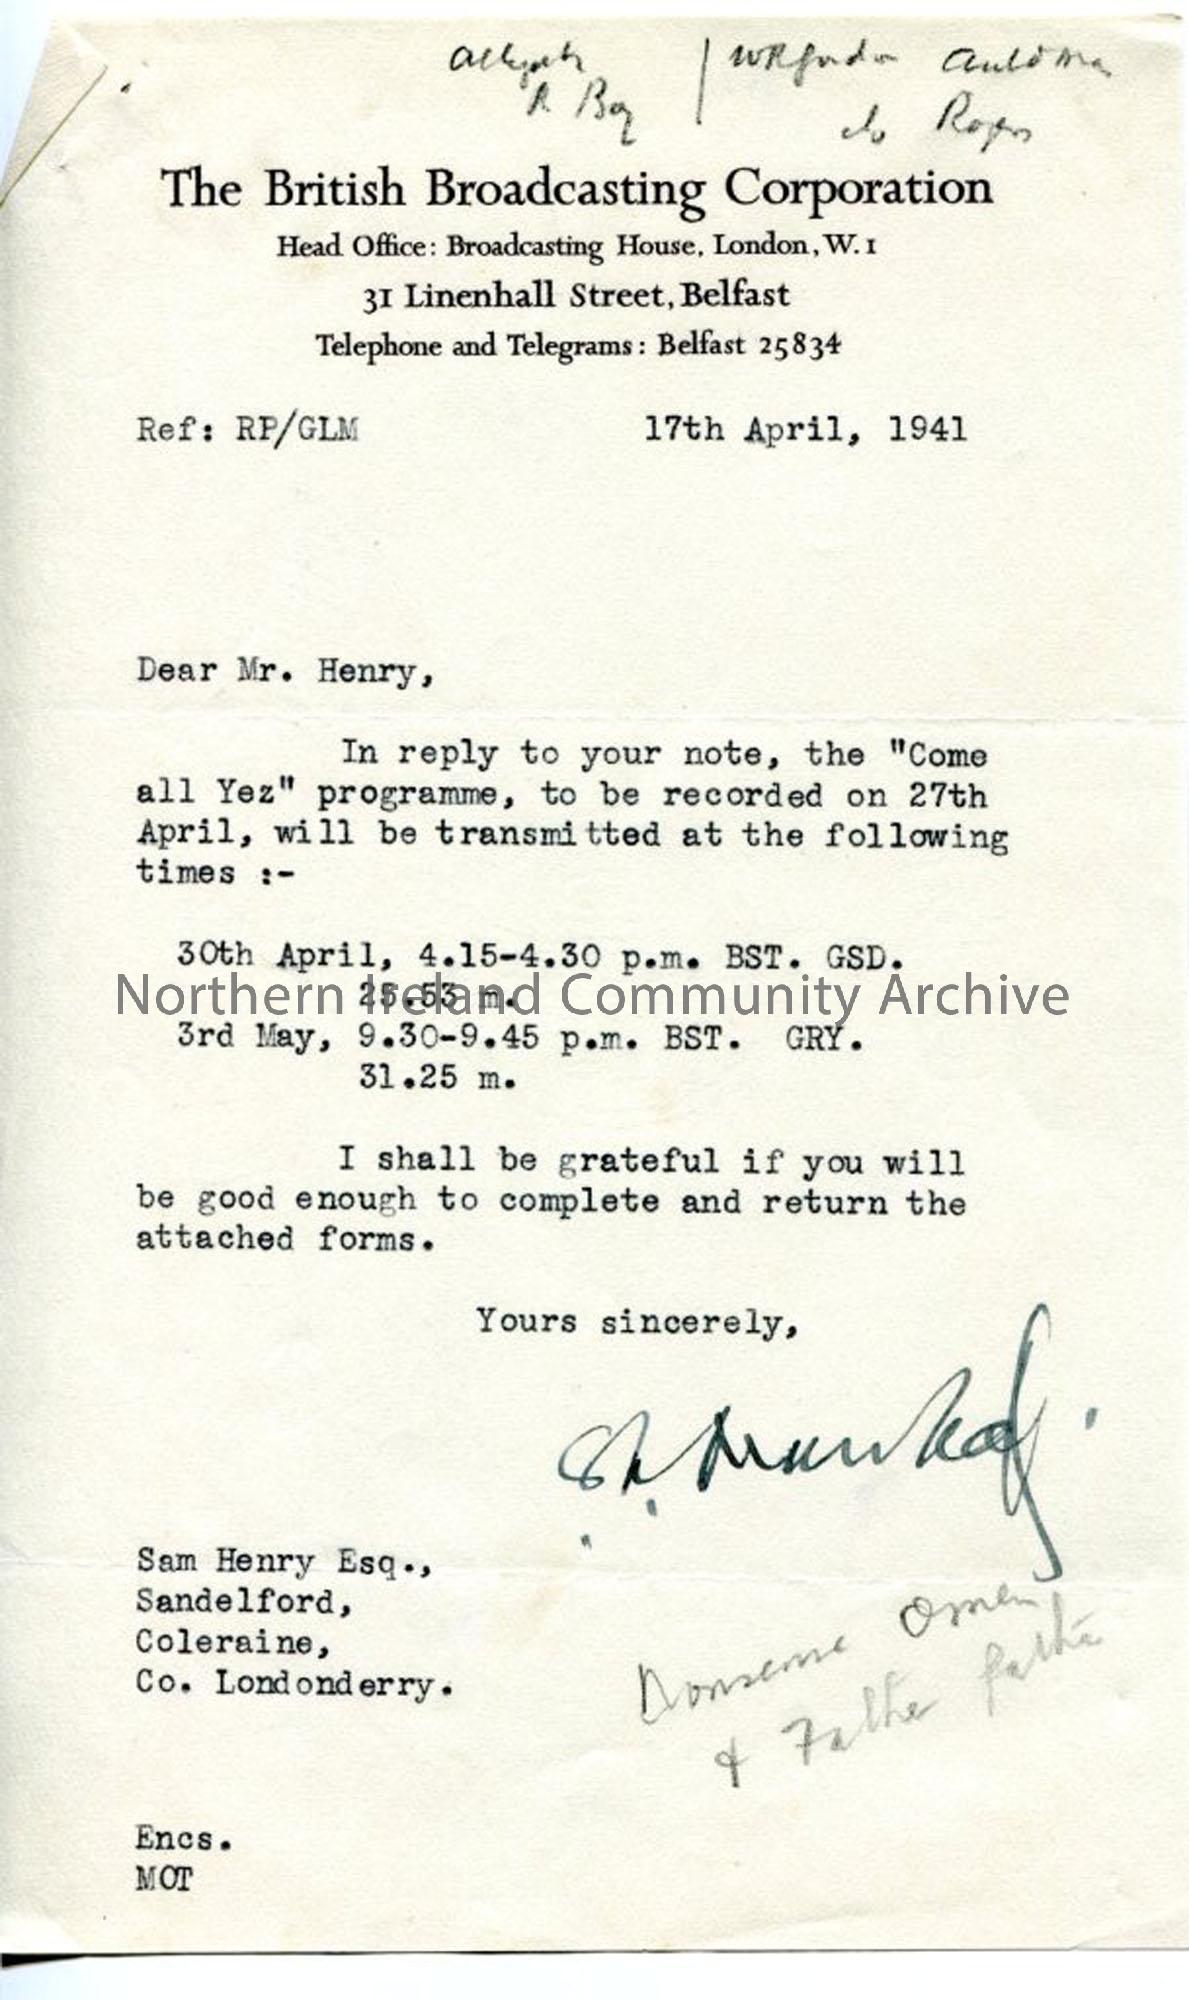 The British Broadcasting Corporation
Head Office: Broadcasting House, London, W.1
31 Linenhall Street, Belfast
Telephone and Telegrams: Belfast 25834
Ref: RP/GLM 17th April, 1941
Dear Mr. Henry,
In reply to your note, the "Come
all Yez" programme, to be recorded on 27th
April, will be transmitted at the following
times :-
30th April, 4.15-4.30 p.m. BST. GSD.
m.
Northern Ireland Community Archive
3rd May, 9.30-9.45 p.m. BST. GRY.
31.25 m.
I shall be grateful if you will
be good enough to complete and return the
attached forms.
Yours sincerely,
Sam Henry Esq.,
Sandelford,
Coleraine,
Co. Londonderry.
Nonsense Omen
& Father
Encs.
MOT